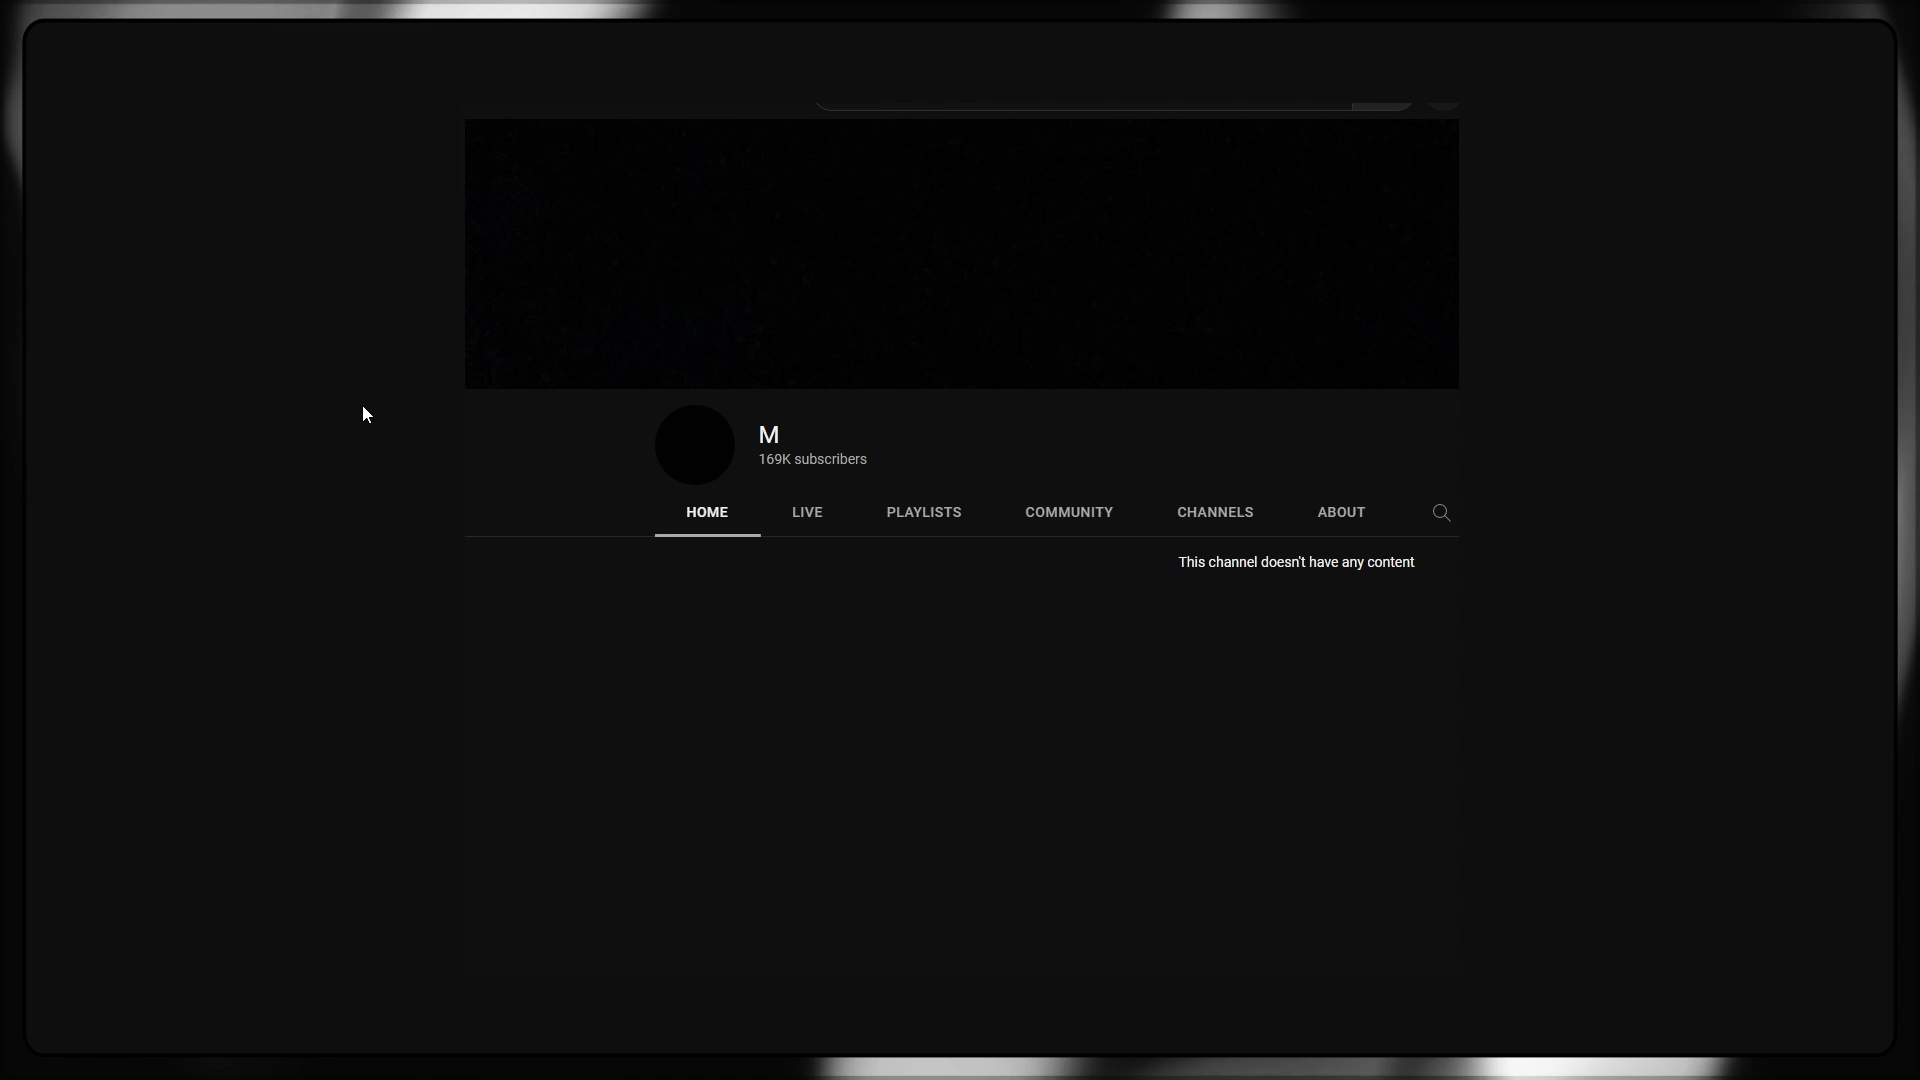 M
169K subscribers
HOME LIVE PLAYLISTS COMMUNITY CHANNELS ABOUT
This channel doesn't have any content